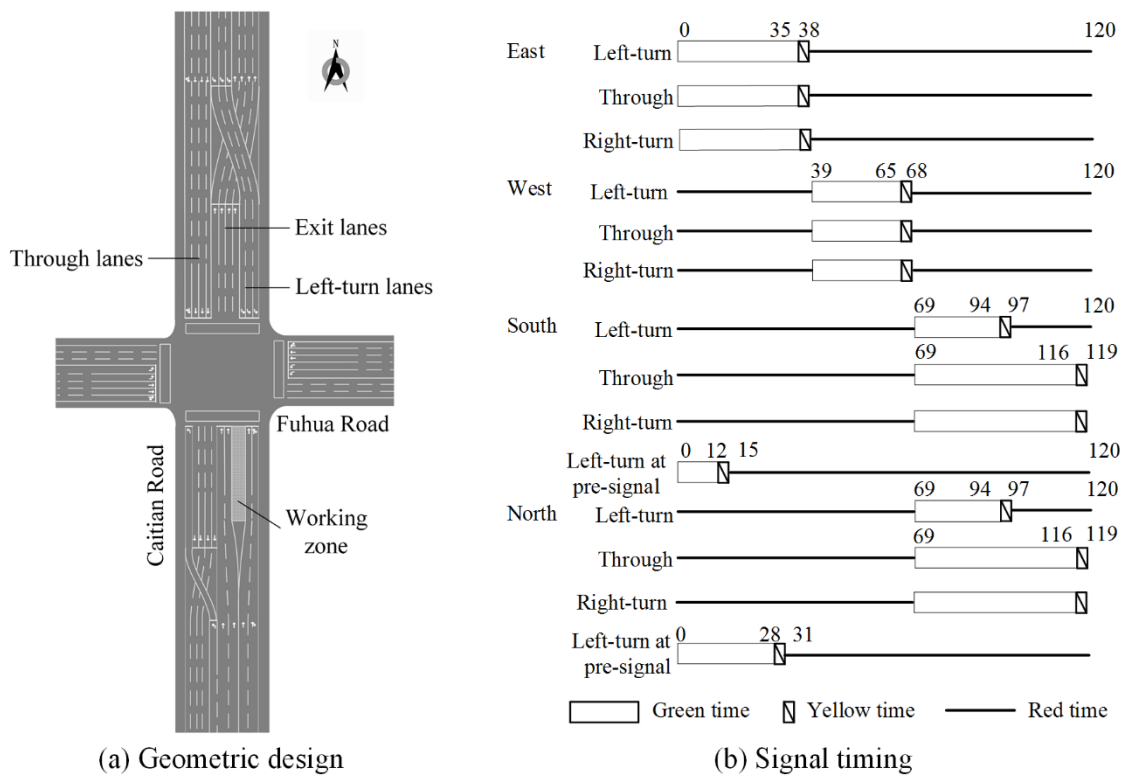 N
Exit lanes
Through lanes
Left-turn lanes
Fuhua Road
Caitian Road
Working
zone
(a) Geometric design
0 35 38 120
East Left-turn
Through
Right-turn
39 65 68 120
West Left-turn
Through
Right-turn
69 94 97 120
South Left-turn
69 116 119
Through
Right-turn
0 12 15 120
Left-turn at
pre-signal
69 94 97 120
North Left-turn
69 116 119
Through
Right-turn
0 28 31
Left-turn at
pre-signal
Green time Yellow time Red time
(b) Signal timing